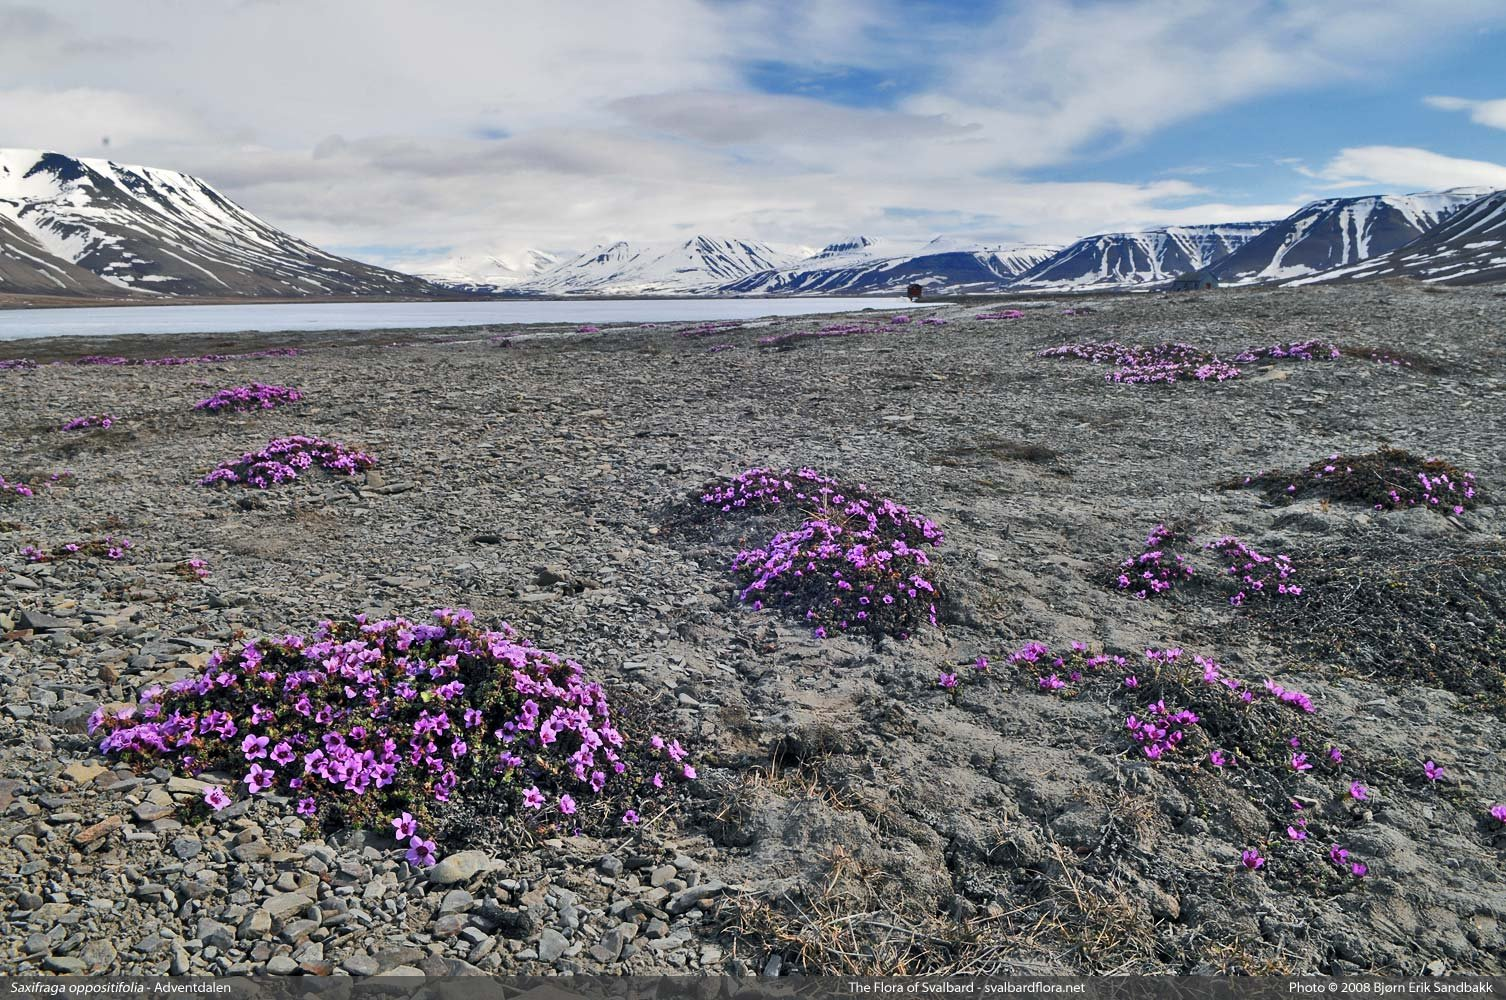 Saxifraga oppositifolia - Adventdalen
The Flora of Svalbard - svalbardflora.net
Photo © 2008 Bjørn Erik Sandbakk